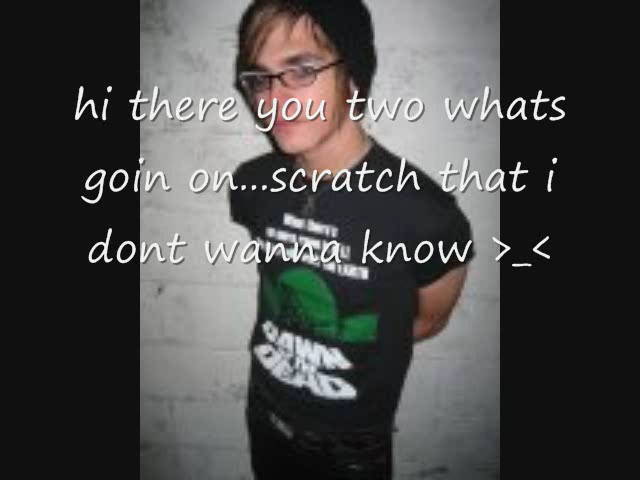 hi there you two whats
goin on...scratch that i
dont wanna know >_<
DAWN
OF THE
DEAD